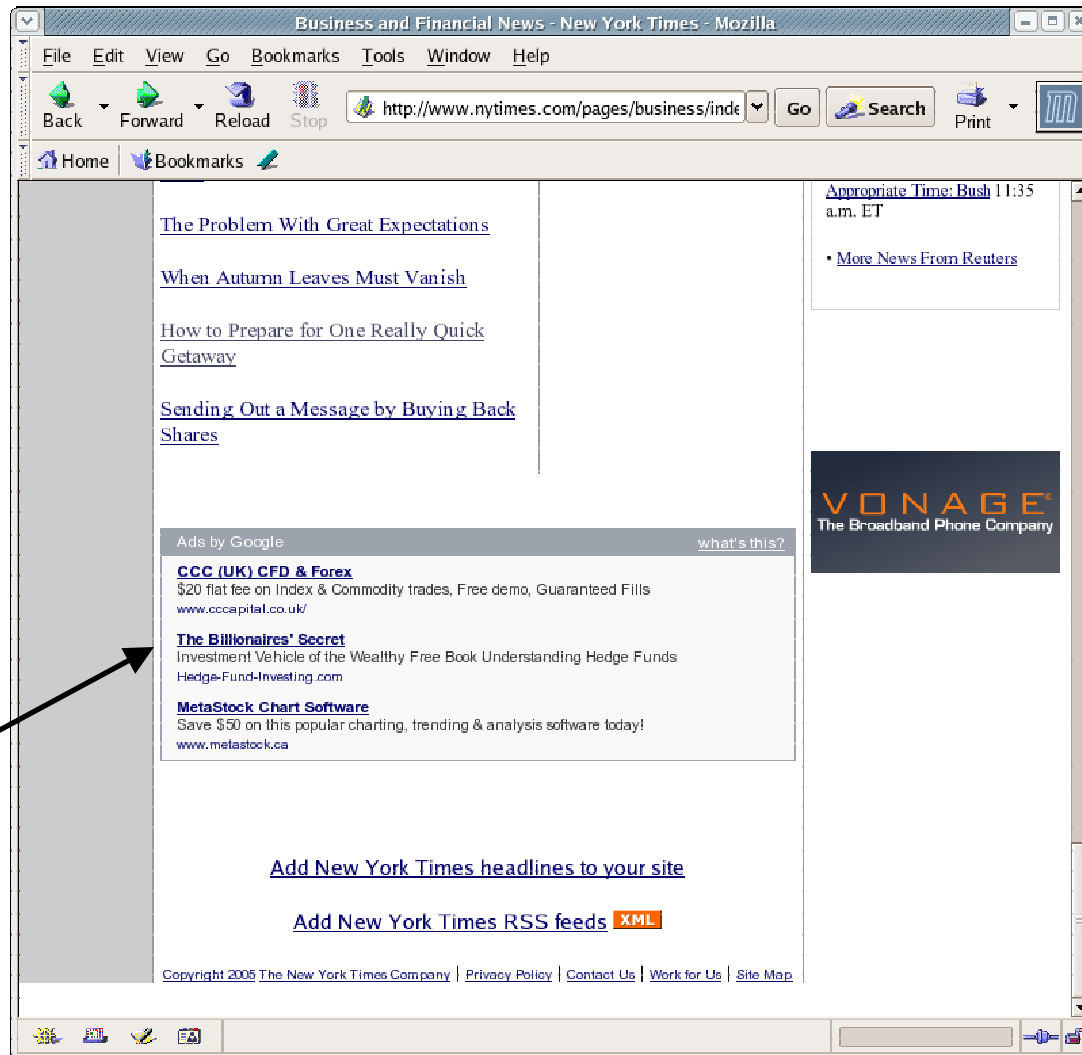 Business and Financial News - New York Times - Mozilla
File Edit View Go Bookmarks Tools Window Help
Back Forward Reload Stop http://www.nytimes.com/pages/business/inde Go Search Print
Home Bookmarks
The Problem With Great Expectations
When Autumn Leaves Must Vanish
How to Prepare for One Really Quick
Getaway
Sending Out a Message by Buying Back
Shares
Appropriate Time: Bush 11:35
a.m. ET
• More News From Reuters
VONAGE
The Broadband Phone Company
Ads by Google what's this?
CCC (UK) CFD & Forex
$20 flat fee on Index & Commodity trades, Free demo, Guaranteed Fills
www.cccapital.co.uk/
The Billionaires' Secret
Investment Vehicle of the Wealthy Free Book Understanding Hedge Funds
Hedge-Fund-Investing.com
MetaStock Chart Software
Save $50 on this popular charting, trending & analysis software today!
www.metastock.ca
Add New York Times headlines to your site
Add New York Times RSS feeds XML
Copyright 2005 The New York Times Company | Privacy Policy | Contact Us | Work for Us | Site Map